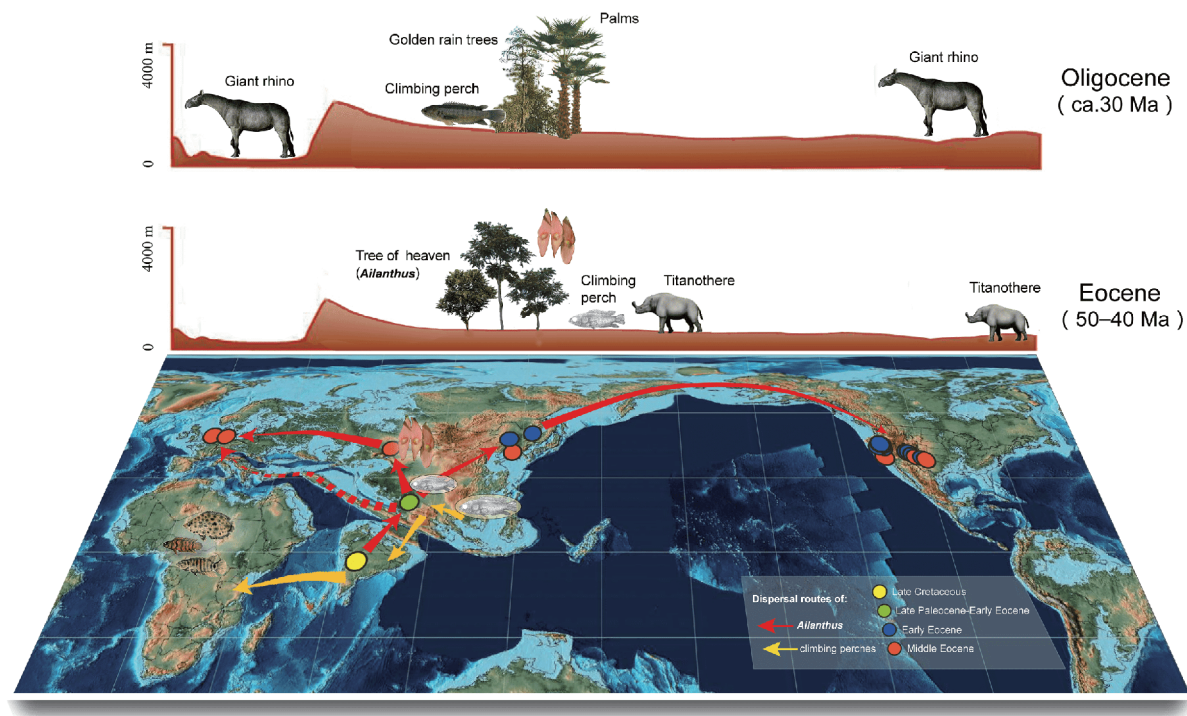 Palms
Golden rain trees
4000 m
Giant rhino
Climbing perch
Giant rhino
Oligocene
( ca.30 Ma )
0
4000 m
Tree of heaven
(Ailanthus)
Climbing
perch
Titanothere
Titanothere
Eocene
( 50–40 Ma )
0
Dispersal routes of:
Ailanthus
climbing perches
Late Cretaceous
Late Paleocene-Early Eocene
Early Eocene
Middle Eocene